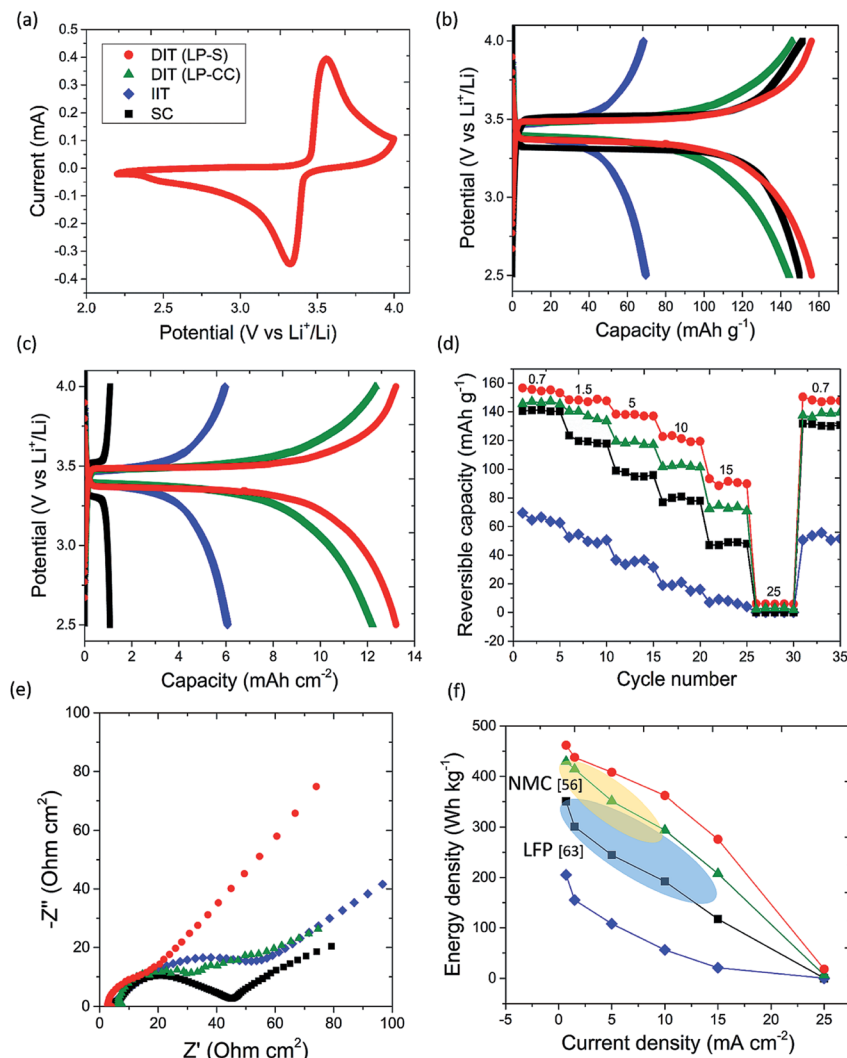 (a)
0.5
0.4
0.3
0.2
0.1
0.0
-0.1
-0.2
-0.3
-0.4
Current (mA)
DIT (LP-S)
DIT (LP-CC)
IIT
SC
2.0 2.5 3.0 3.5 4.0
Potential (V vs Li⁺/Li)
(b)
4.0
3.5
3.0
2.5
Potential (V vs Li⁺/Li)
0 20 40 60 80 100 120 140 160
Capacity (mAh g⁻¹)
(c)
4.0
3.5
3.0
2.5
Potential (V vs Li⁺/Li)
0 2 4 6 8 10 12 14
Capacity (mAh cm⁻²)
(d)
160
140
120
100
80
60
40
20
0
-20
Reversible capacity (mAh g⁻¹)
0.7 1.5 5 10 15 25 0.7
0 5 10 15 20 25 30 35
Cycle number
(e)
100
80
60
40
20
0
-Z'' (Ohm cm²)
0 20 40 60 80 100
Z' (Ohm cm²)
(f)
500
400
300
200
100
0
Energy density (Wh kg⁻¹)
NMC [56]
LFP [63]
-5 0 5 10 15 20 25
Current density (mA cm⁻²)